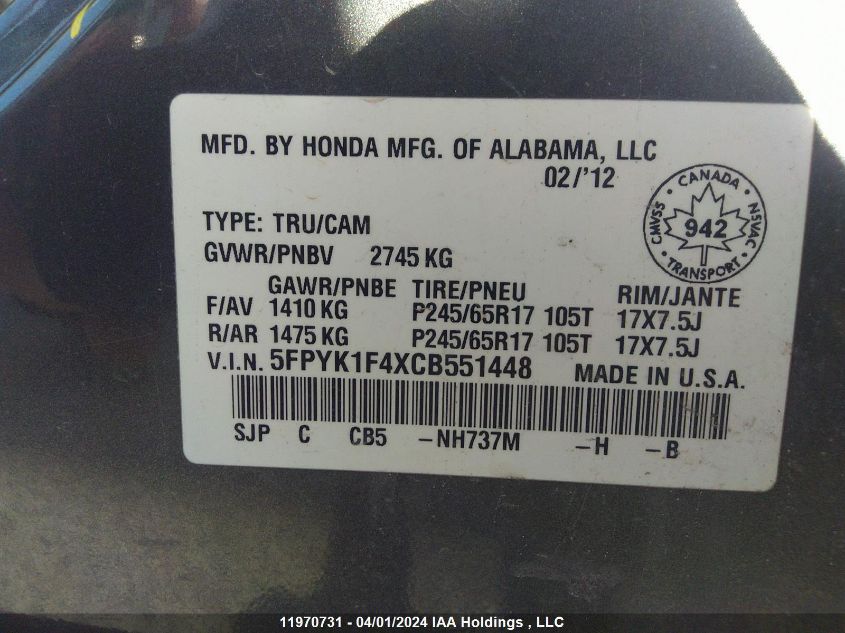 MFD. BY HONDA MFG. OF ALABAMA, LLC
02/'12
CANADA
CMVSS 942 NSVAC
TRANSPORT
TYPE: TRU/CAM
GVWR/PNBV 2745 KG
GAWR/PNBE TIRE/PNEU RIM/JANTE
F/AV 1410 KG P245/65R17 105T 17X7.5J
R/AR 1475 KG P245/65R17 105T 17X7.5J
V.I.N. 5FPYK1F4XCB551448 MADE IN U.S.A.
SJP C CB5 -NH737M -H -B
11970731 - 04/01/2024 IAA Holdings , LLC